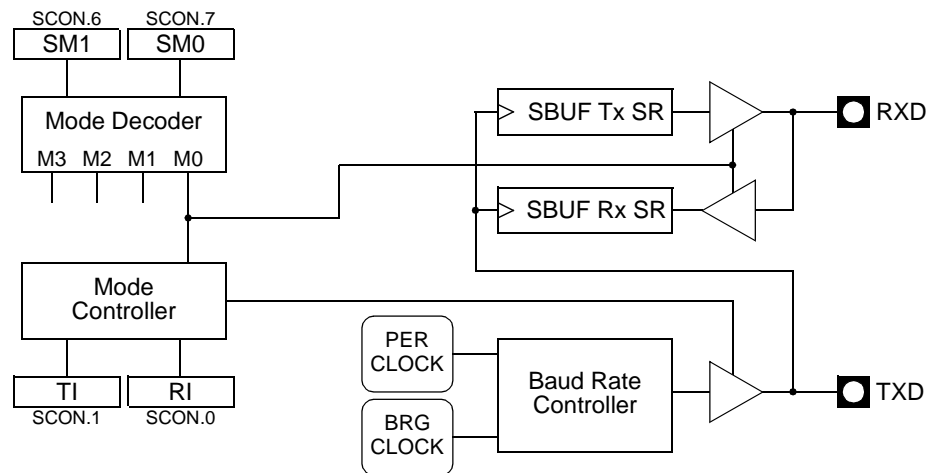 SCON.6 SCON.7
SM1 SM0
Mode Decoder
M3 M2 M1 M0
SBUF Tx SR
RXD
SBUF Rx SR
Mode
Controller
TI RI
SCON.1 SCON.0
PER
CLOCK
BRG
CLOCK
Baud Rate
Controller
TXD